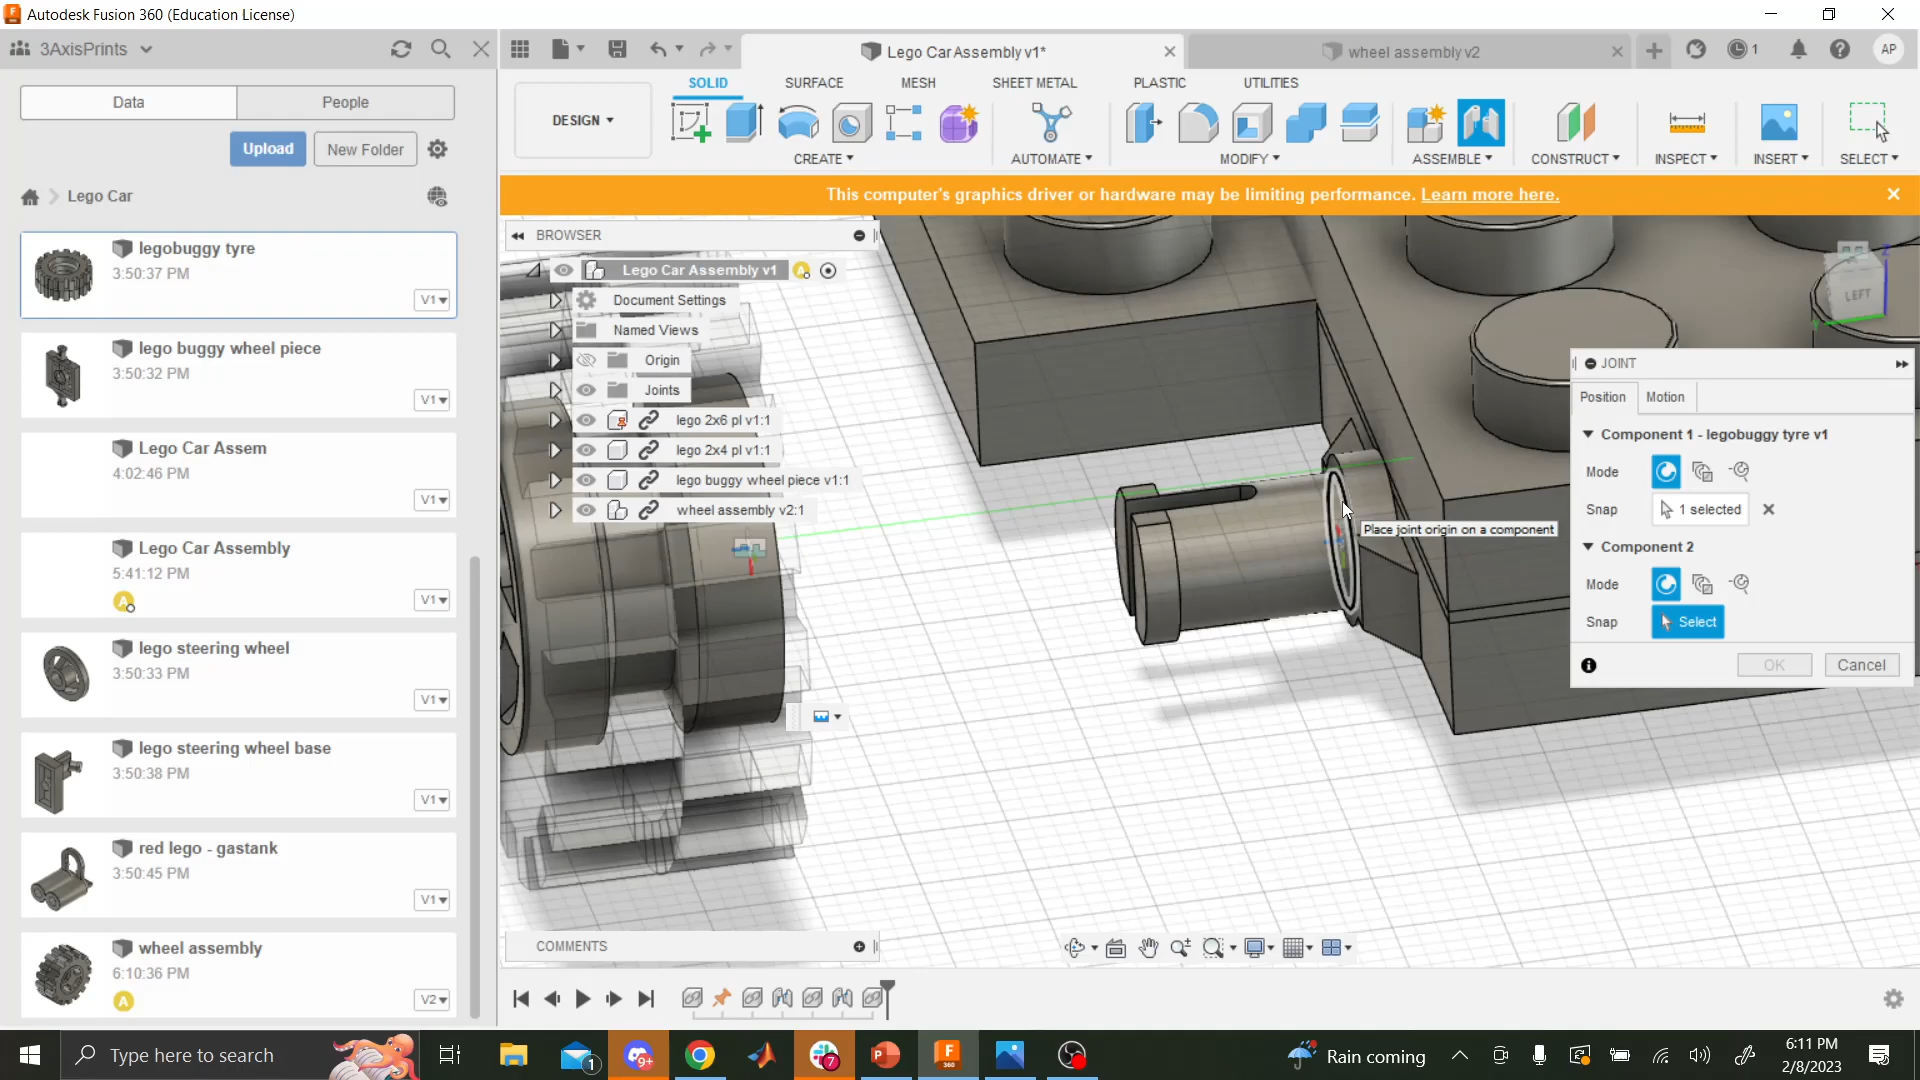 Autodesk Fusion 360 (Education License)
3AxisPrints
Lego Car Assembly v1*
wheel assembly v2
1
AP
Data
People
Upload
New Folder
Lego Car
DESIGN
SOLID
SURFACE
MESH
SHEET METAL
PLASTIC
UTILITIES
CREATE
AUTOMATE
MODIFY
ASSEMBLE
CONSTRUCT
INSPECT
INSERT
SELECT
This computer's graphics driver or hardware may be limiting performance. Learn more here.
legobuggy tyre
3:50:37 PM
V1
lego buggy wheel piece
3:50:32 PM
V1
Lego Car Assem
4:02:46 PM
V1
Lego Car Assembly
5:41:12 PM
A
V1
lego steering wheel
3:50:33 PM
V1
lego steering wheel base
3:50:38 PM
V1
red lego - gastank
3:50:45 PM
V1
wheel assembly
6:10:36 PM
A
V2
BROWSER
Lego Car Assembly v1
A
Document Settings
Named Views
Origin
Joints
lego 2x6 pl v1:1
lego 2x4 pl v1:1
lego buggy wheel piece v1:1
wheel assembly v2:1
Z
LEFT
Y
JOINT
Position
Motion
Component 1 - legobuggy tyre v1
Mode
Snap
1 selected
Component 2
Mode
Snap
Select
OK
Cancel
Place joint origin on a component
COMMENTS
Type here to search
1
9+
7
F
360
Rain coming
6:11 PM
2/8/2023